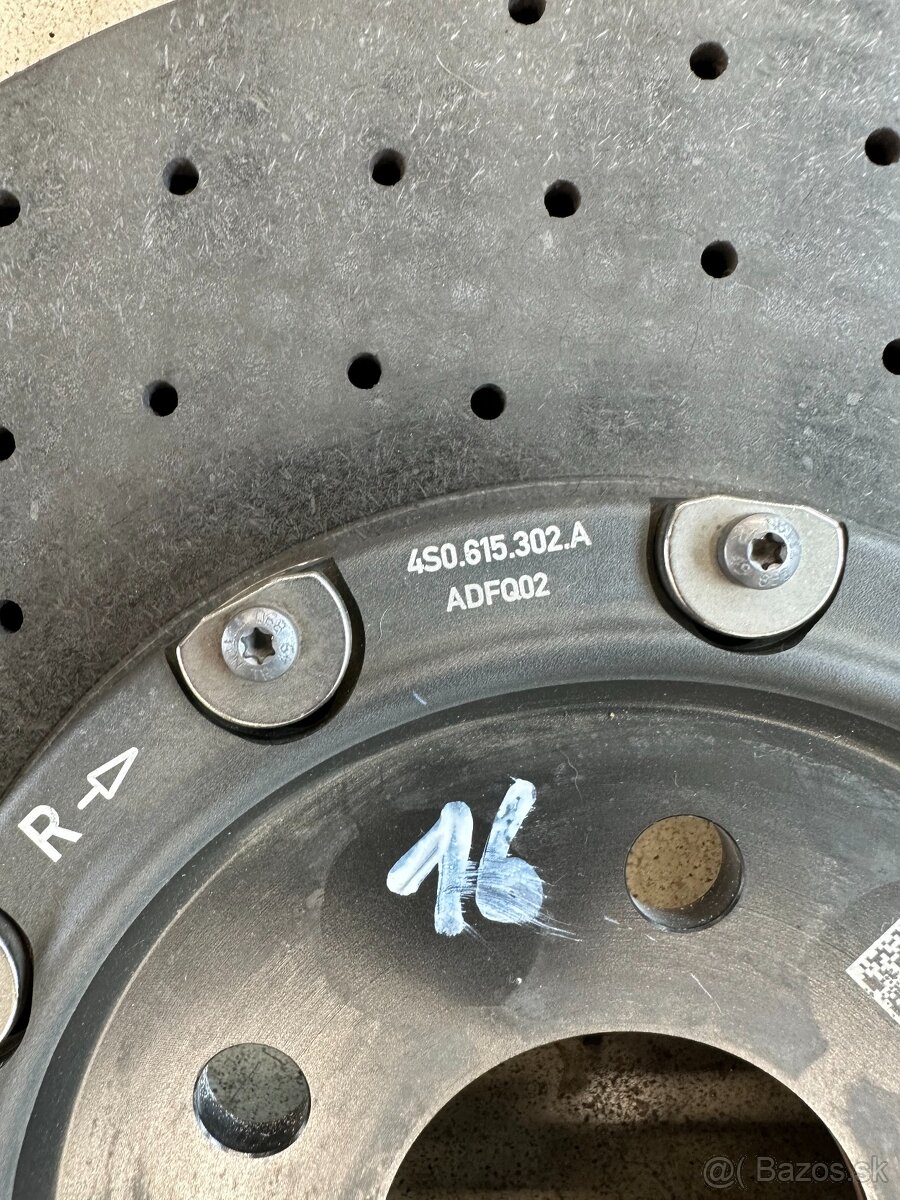 4S0.615.302.A
ADFQ02
R
16
@( Bazos.sk